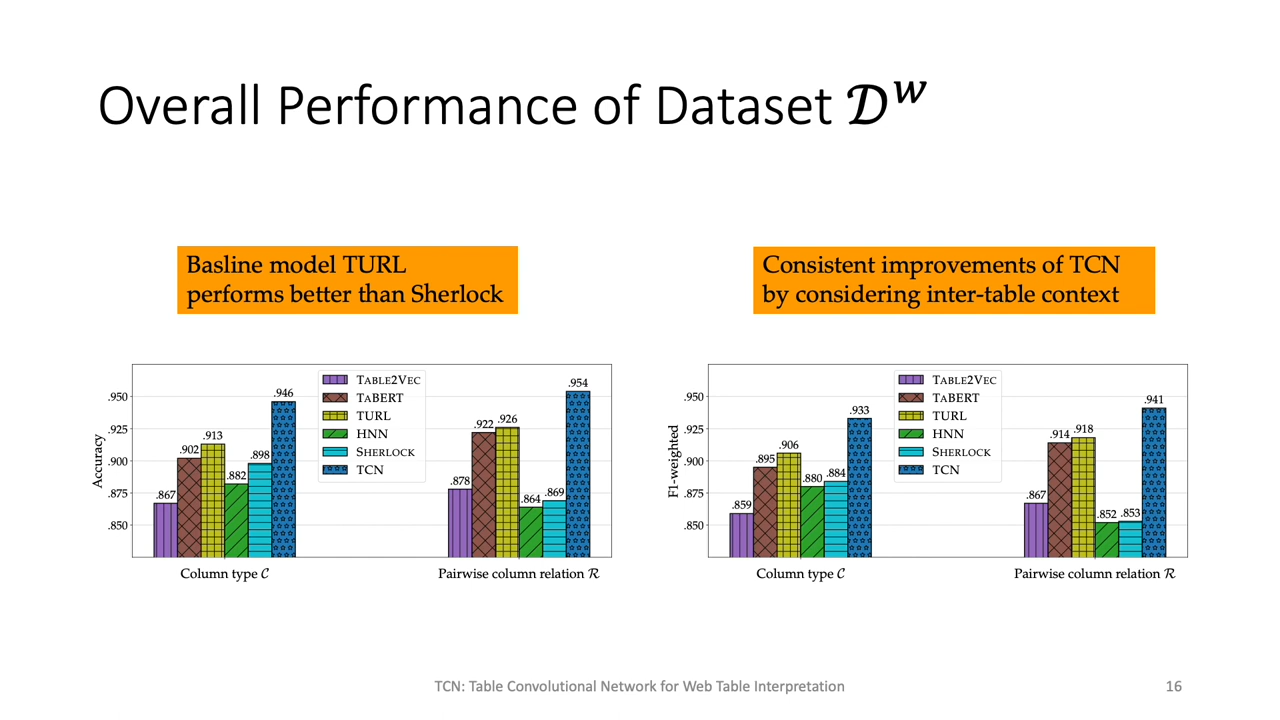 Overall Performance of Dataset 𝒟ʷ
Basline model TURL
performs better than Sherlock
Consistent improvements of TCN
by considering inter-table context
Accuracy
.950
.925
.900
.875
.850
TABLE2VEC
TABERT
TURL
HNN
SHERLOCK
TCN
.867
.902
.913
.882
.898
.946
.878
.922
.926
.864
.869
.954
Column type 𝒞
Pairwise column relation ℛ
F1-weighted
.950
.925
.900
.875
.850
TABLE2VEC
TABERT
TURL
HNN
SHERLOCK
TCN
.859
.895
.906
.880
.884
.933
.867
.914
.918
.852
.853
.941
Column type 𝒞
Pairwise column relation ℛ
TCN: Table Convolutional Network for Web Table Interpretation
16